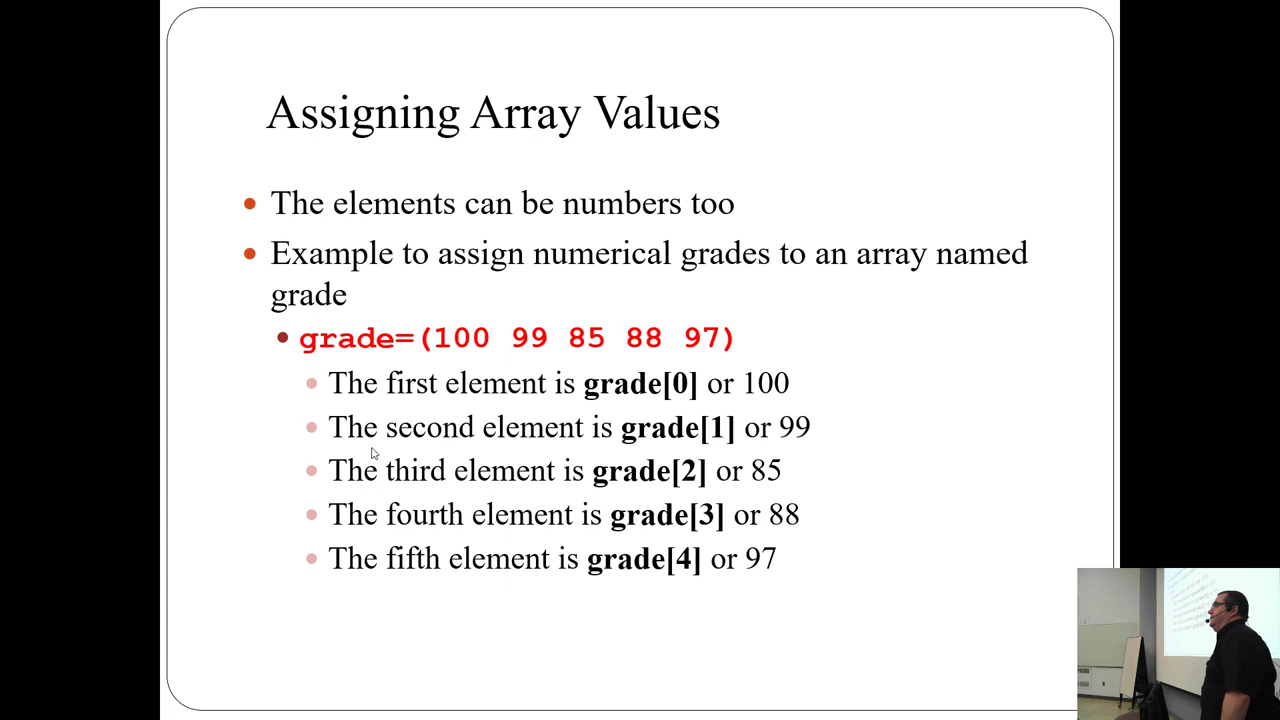 Assigning Array Values
The elements can be numbers too
Example to assign numerical grades to an array named
grade
grade=(100 99 85 88 97)
The first element is grade[0] or 100
The second element is grade[1] or 99
The third element is grade[2] or 85
The fourth element is grade[3] or 88
The fifth element is grade[4] or 97